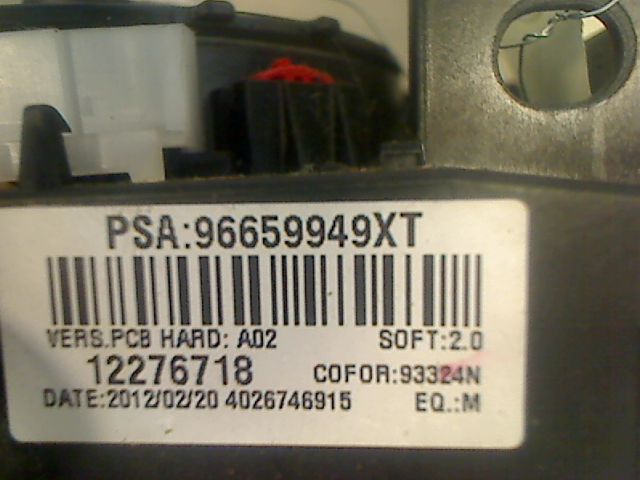 PSA:96659949XT
VERS.PCB HARD: A02 SOFT:2.0
12276718 COFOR:93324N
DATE:2012/02/20 4026746915 EQ.:M